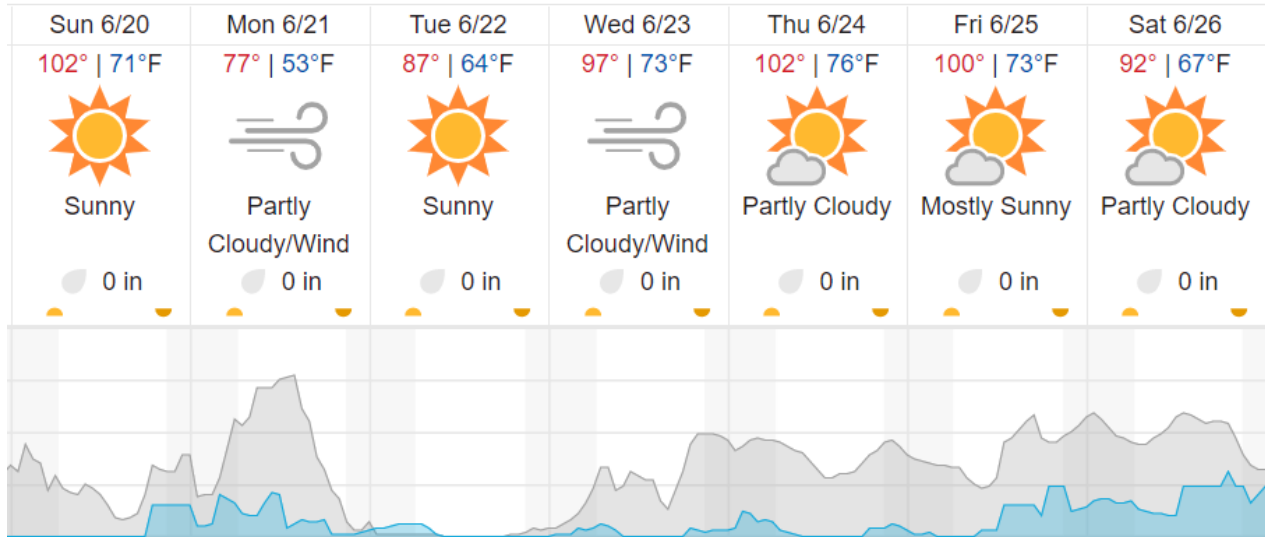 Sun 6/20
102° | 71°F
Sunny
0 in
Mon 6/21
77° | 53°F
Partly
Cloudy/Wind
0 in
Tue 6/22
87° | 64°F
Sunny
0 in
Wed 6/23
97° | 73°F
Partly
Cloudy/Wind
0 in
Thu 6/24
102° | 76°F
Partly Cloudy
0 in
Fri 6/25
100° | 73°F
Mostly Sunny
0 in
Sat 6/26
92° | 67°F
Partly Cloudy
0 in